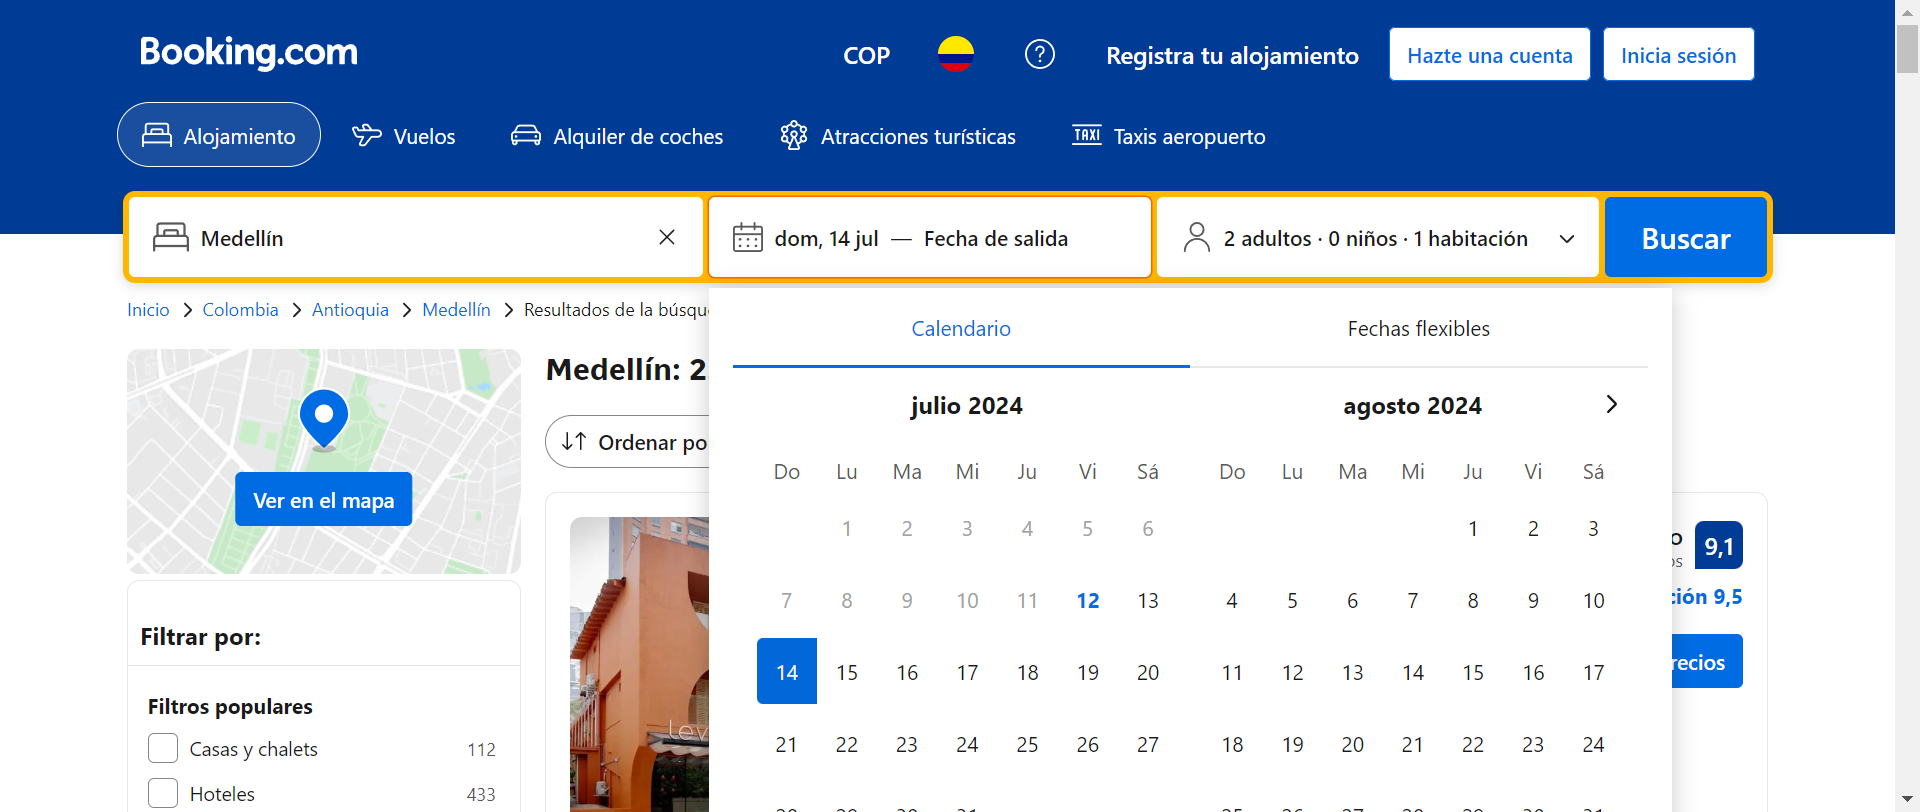 Booking.com
COP
Registra tu alojamiento
Hazte una cuenta
Inicia sesión
Alojamiento
Vuelos
Alquiler de coches
Atracciones turísticas
TAXI
Taxis aeropuerto
Medellín
dom, 14 jul — Fecha de salida
2 adultos · 0 niños · 1 habitación
Buscar
Inicio > Colombia > Antioquia > Medellín > Resultados de la búsqu
Ver en el mapa
Filtrar por:
Filtros populares
Casas y chalets 112
Hoteles 433
Medellín: 2
Ordenar po
Calendario
Fechas flexibles
julio 2024
Do Lu Ma Mi Ju Vi Sá
1 2 3 4 5 6
7 8 9 10 11 12 13
14 15 16 17 18 19 20
21 22 23 24 25 26 27
agosto 2024
Do Lu Ma Mi Ju Vi Sá
1 2 3
4 5 6 7 8 9 10
11 12 13 14 15 16 17
18 19 20 21 22 23 24
9,1
ción 9,5
recios